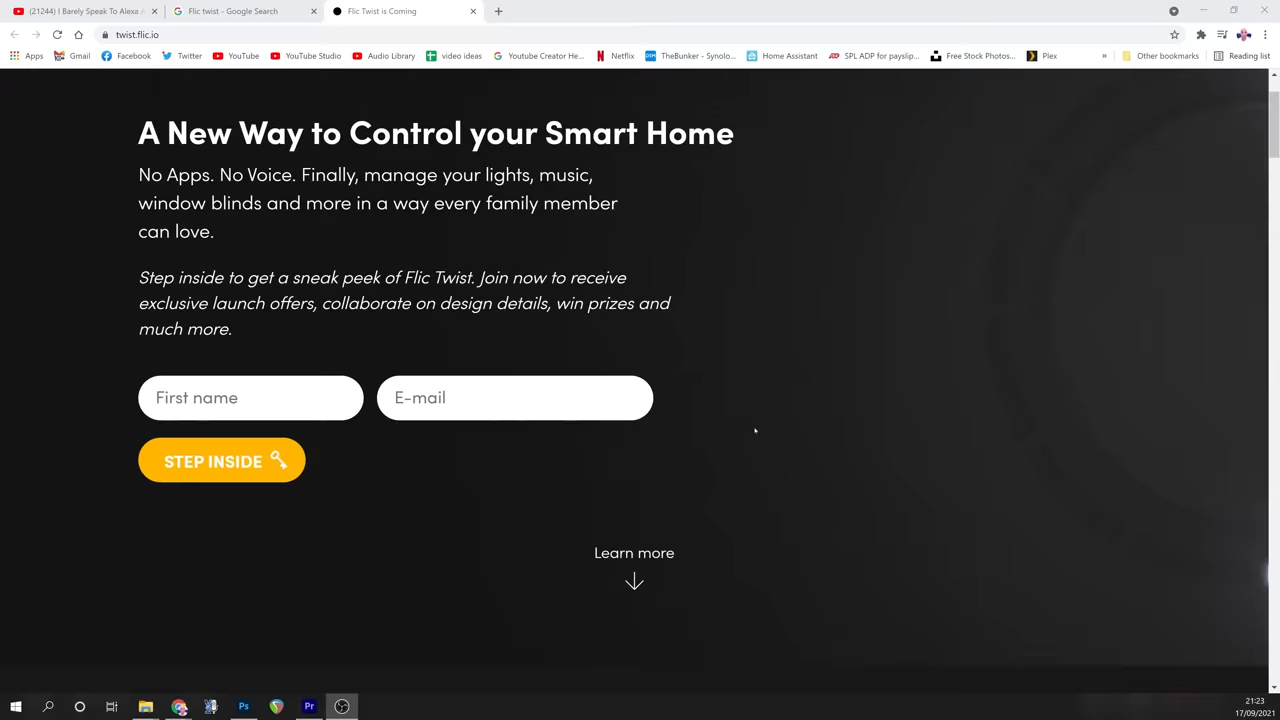 (21244) I Barely Speak To Alexa A
Flic twist - Google Search
Flic Twist is Coming
twist.flic.io
Apps
Gmail
Facebook
Twitter
YouTube
YouTube Studio
Audio Library
video ideas
Youtube Creator He...
Netflix
DSM
TheBunker - Synolo...
Home Assistant
SPL ADP for payslip...
Free Stock Photos...
Plex
»
Other bookmarks
Reading list
A New Way to Control your Smart Home
No Apps. No Voice. Finally, manage your lights, music,
window blinds and more in a way every family member
can love.
Step inside to get a sneak peek of Flic Twist. Join now to receive
exclusive launch offers, collaborate on design details, win prizes and
much more.
First name
E-mail
STEP INSIDE
Learn more
Ps
Pr
21:23
17/09/2021